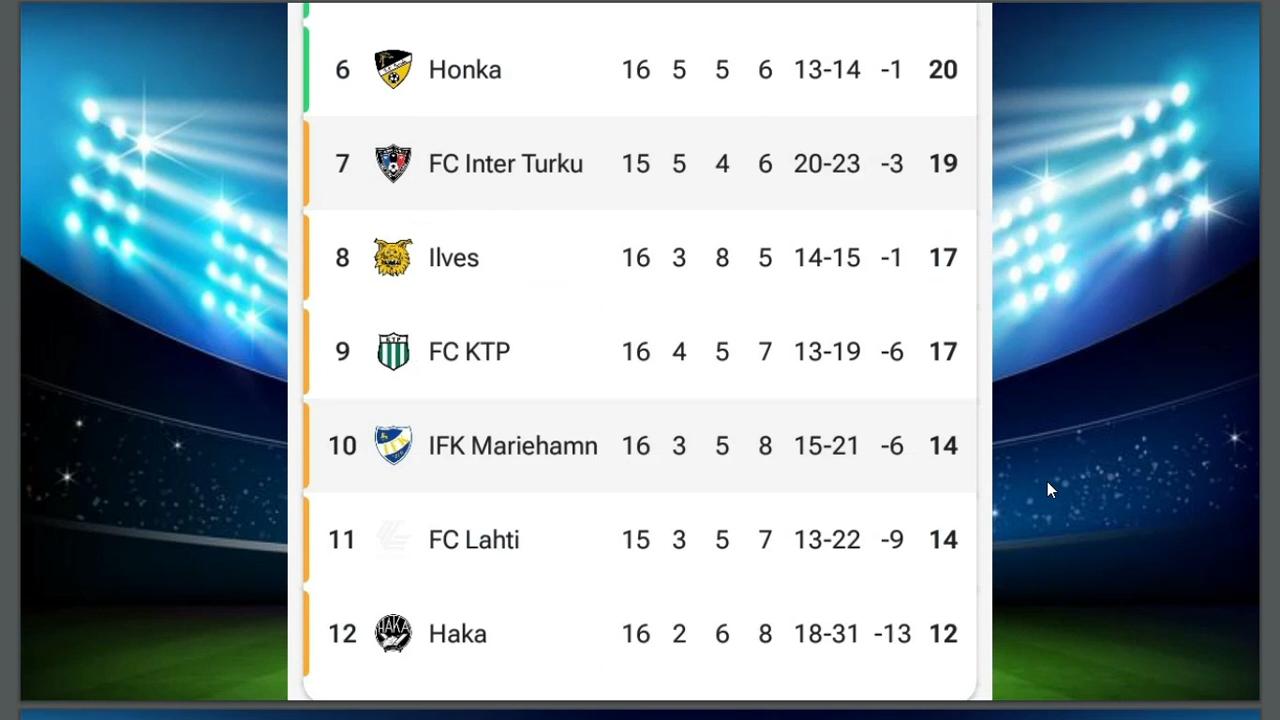 6 Honka 16 5 5 6 13-14 -1 20
7 FC Inter Turku 15 5 4 6 20-23 -3 19
8 Ilves 16 3 8 5 14-15 -1 17
9 FC KTP 16 4 5 7 13-19 -6 17
10 IFK Mariehamn 16 3 5 8 15-21 -6 14
11 FC Lahti 15 3 5 7 13-22 -9 14
12 HAKA Haka 16 2 6 8 18-31 -13 12